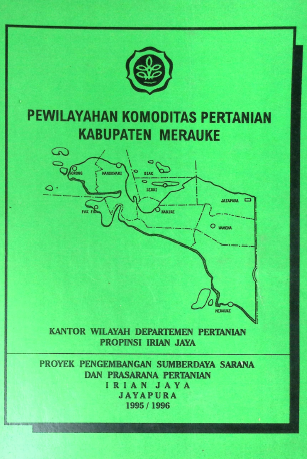 PEWILAYAHAN KOMODITAS PERTANIAN
KABUPATEN MERAUKE
SORONG
MANOKWARI
BIAK
SERUI
JAYAPURA
FAK FAK
NABIRE
WAMENA
MERAUKE
KANTOR WILAYAH DEPARTEMEN PERTANIAN
PROPINSI IRIAN JAYA
PROYEK PENGEMBANGAN SUMBERDAYA SARANA
DAN PRASARANA PERTANIAN
IRIAN JAYA
JAYAPURA
1995 / 1996